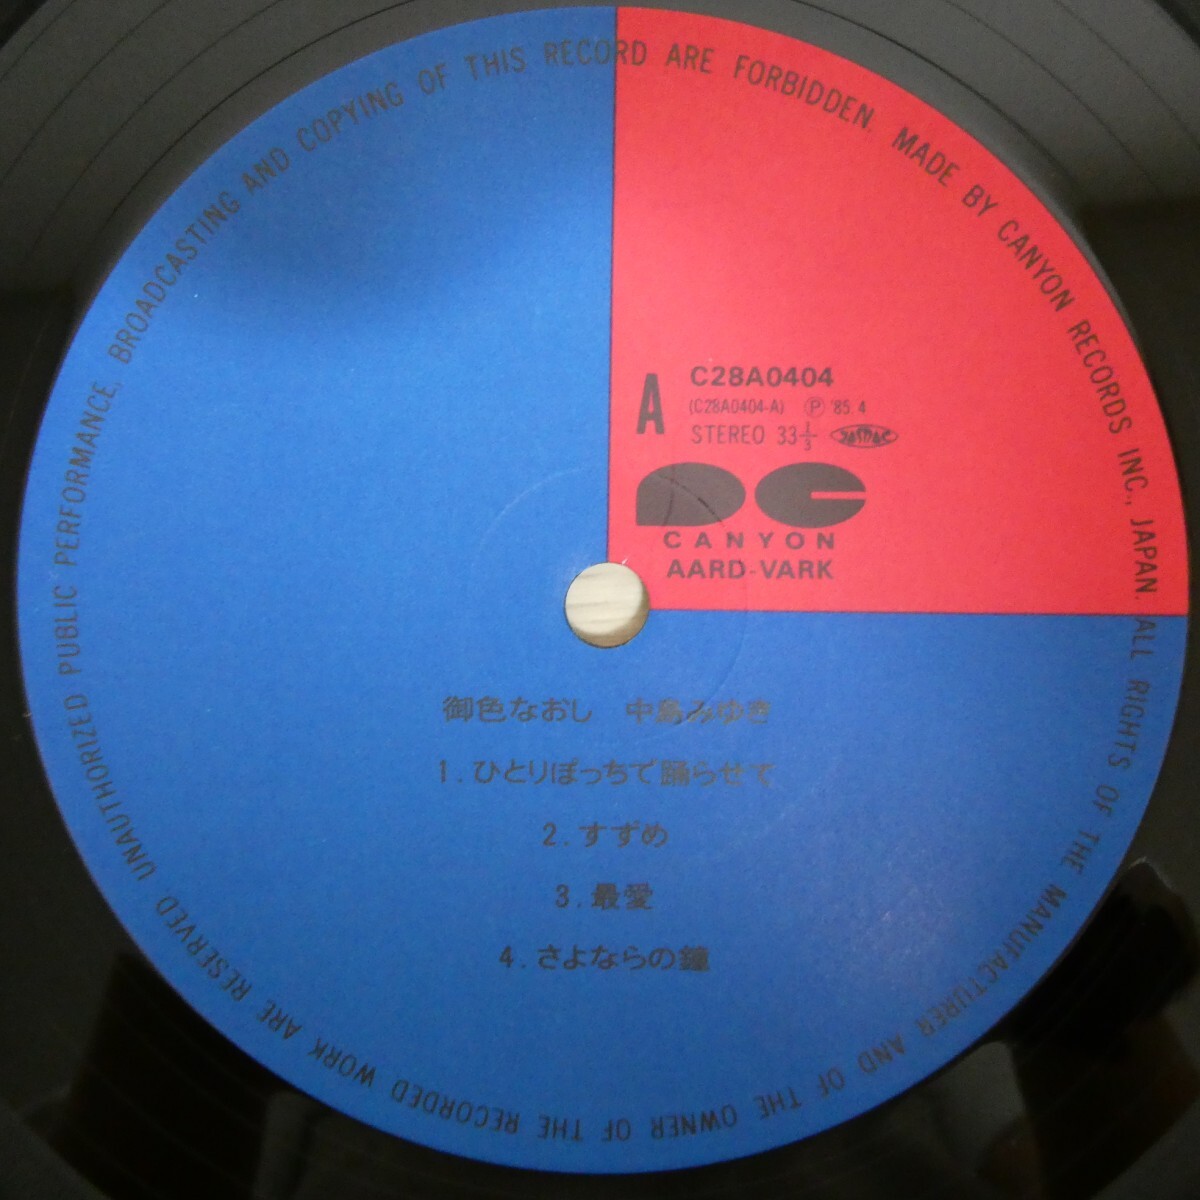 UNAUTHORIZED PUBLIC PERFORMANCE, BROADCASTING AND COPYING OF THIS RECORD ARE FORBIDDEN. MADE BY CANYON RECORDS INC., JAPAN. ALL RIGHTS OF THE MANUFACTURER AND OF THE OWNER OF THE RECORDED WORK ARE RESERVED.
A
C28A0404
(C28A0404-A) Ⓟ '85.4
STEREO 33 1/3 JASRAC
CANYON
AARD-VARK
御色なおし 中島みゆき
1.ひとりぽっちで踊らせて
2.すずめ
3.最愛
4.さよならの鐘